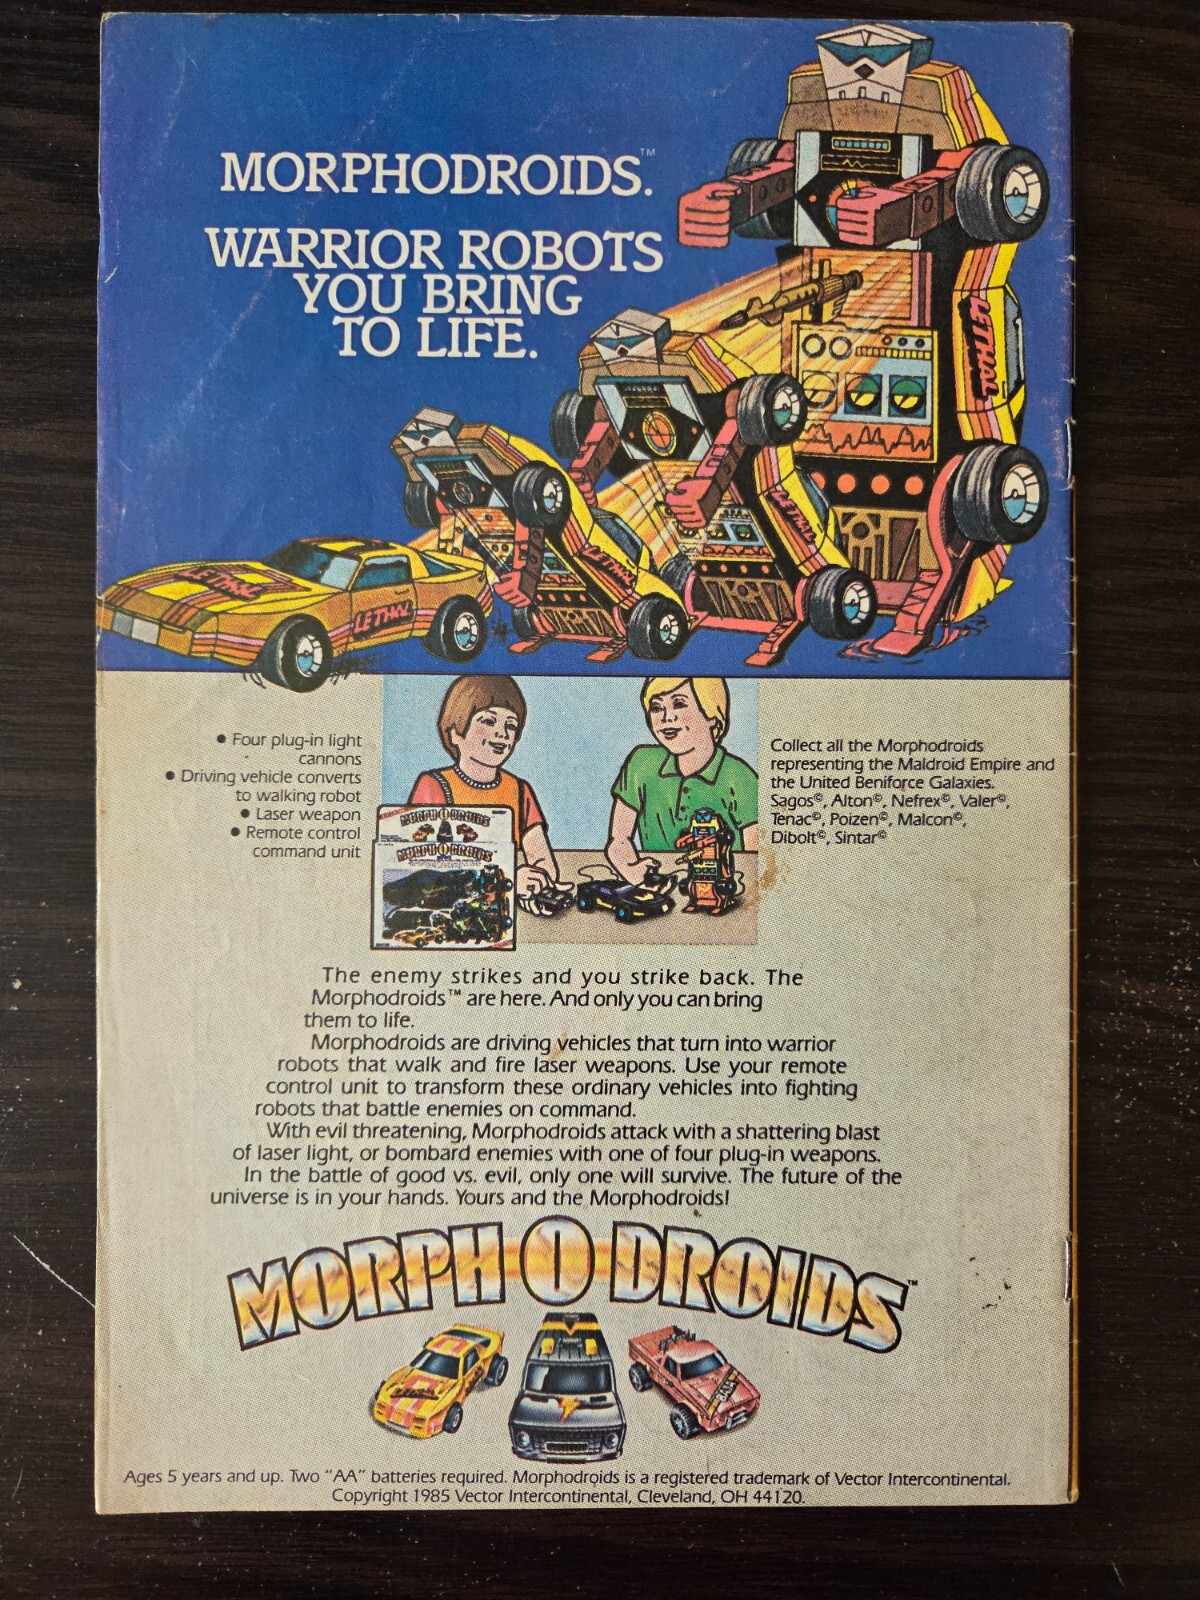 MORPHODROIDS.™
WARRIOR ROBOTS
YOU BRING
TO LIFE.
LETHAL
LETHAL
LETHAL
LETHAL
LETHAL
• Four plug-in light
cannons
• Driving vehicle converts
to walking robot
• Laser weapon
• Remote control
command unit
MORPH O DROIDS
MORPH O DROIDS
Collect all the Morphodroids
representing the Maldroid Empire and
the United Beniforce Galaxies.
Sagos©, Alton©, Nefrex©, Valer©,
Tenac©, Poizen©, Malcon©,
Dibolt©, Sintar©
The enemy strikes and you strike back. The
Morphodroids™ are here. And only you can bring
them to life.
Morphodroids are driving vehicles that turn into warrior
robots that walk and fire laser weapons. Use your remote
control unit to transform these ordinary vehicles into fighting
robots that battle enemies on command.
With evil threatening, Morphodroids attack with a shattering blast
of laser light, or bombard enemies with one of four plug-in weapons.
In the battle of good vs. evil, only one will survive. The future of the
universe is in your hands. Yours and the Morphodroids!
MORPH O DROIDS™
Ages 5 years and up. Two "AA" batteries required. Morphodroids is a registered trademark of Vector Intercontinental.
Copyright 1985 Vector Intercontinental, Cleveland, OH 44120.